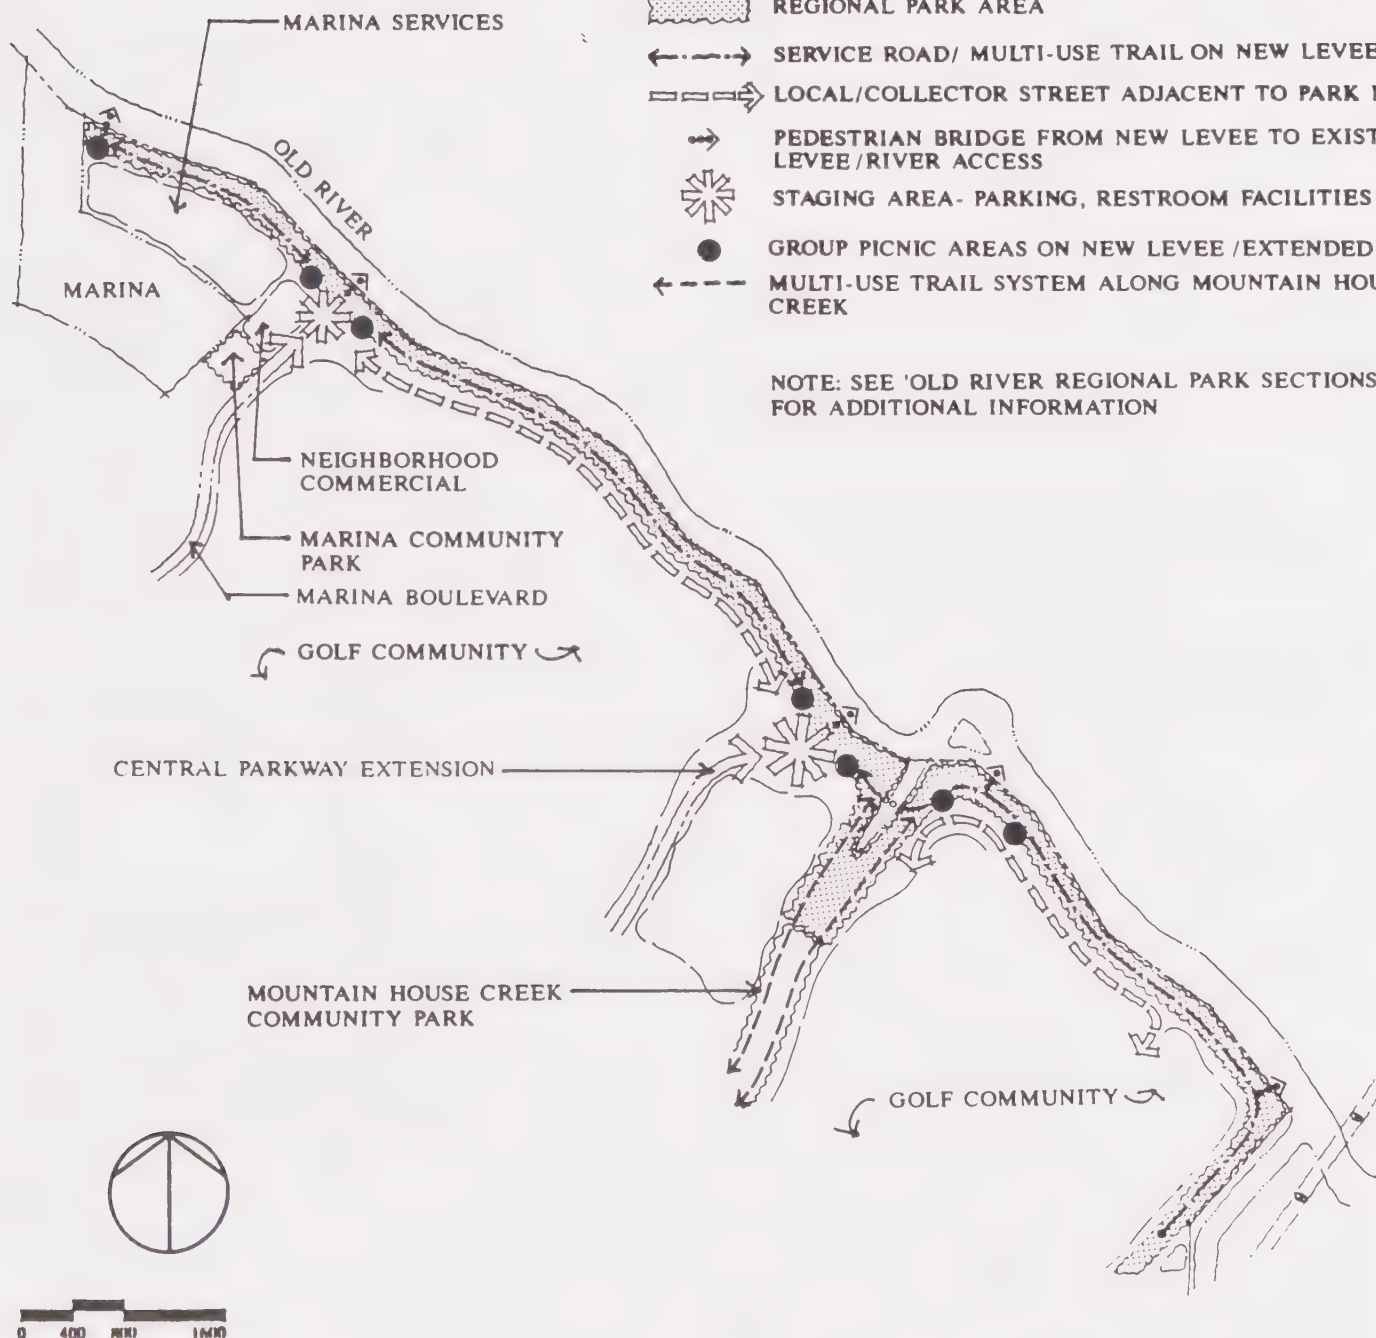 MARINA SERVICES
REGIONAL PARK AREA
SERVICE ROAD/ MULTI-USE TRAIL ON NEW LEVEE
LOCAL/COLLECTOR STREET ADJACENT TO PARK
PEDESTRIAN BRIDGE FROM NEW LEVEE TO EXIST
LEVEE/RIVER ACCESS
STAGING AREA- PARKING, RESTROOM FACILITIES
GROUP PICNIC AREAS ON NEW LEVEE /EXTENDED
MULTI-USE TRAIL SYSTEM ALONG MOUNTAIN HOU
CREEK
NOTE: SEE 'OLD RIVER REGIONAL PARK SECTIONS
FOR ADDITIONAL INFORMATION
OLD RIVER
MARINA
NEIGHBORHOOD
COMMERCIAL
MARINA COMMUNITY
PARK
MARINA BOULEVARD
GOLF COMMUNITY
CENTRAL PARKWAY EXTENSION
MOUNTAIN HOUSE CREEK
COMMUNITY PARK
GOLF COMMUNITY
0 400 800 1600